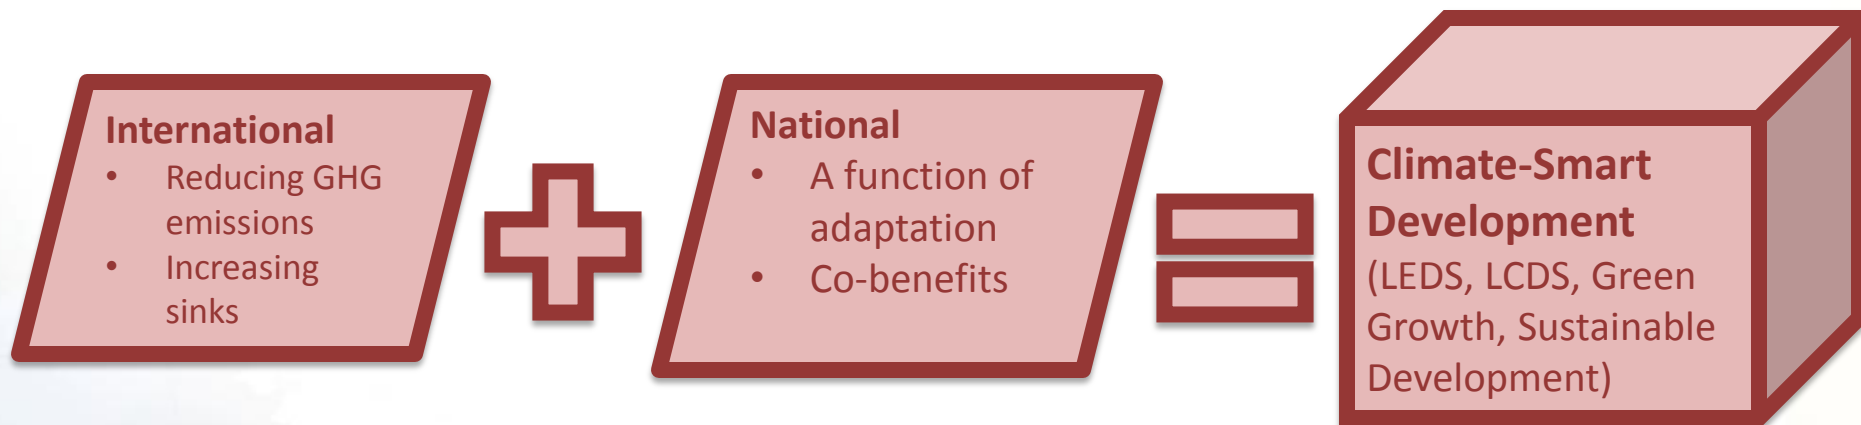 International
• Reducing GHG
emissions
• Increasing
sinks
National
• A function of
adaptation
• Co-benefits
Climate-Smart
Development
(LEDS, LCDS, Green
Growth, Sustainable
Development)